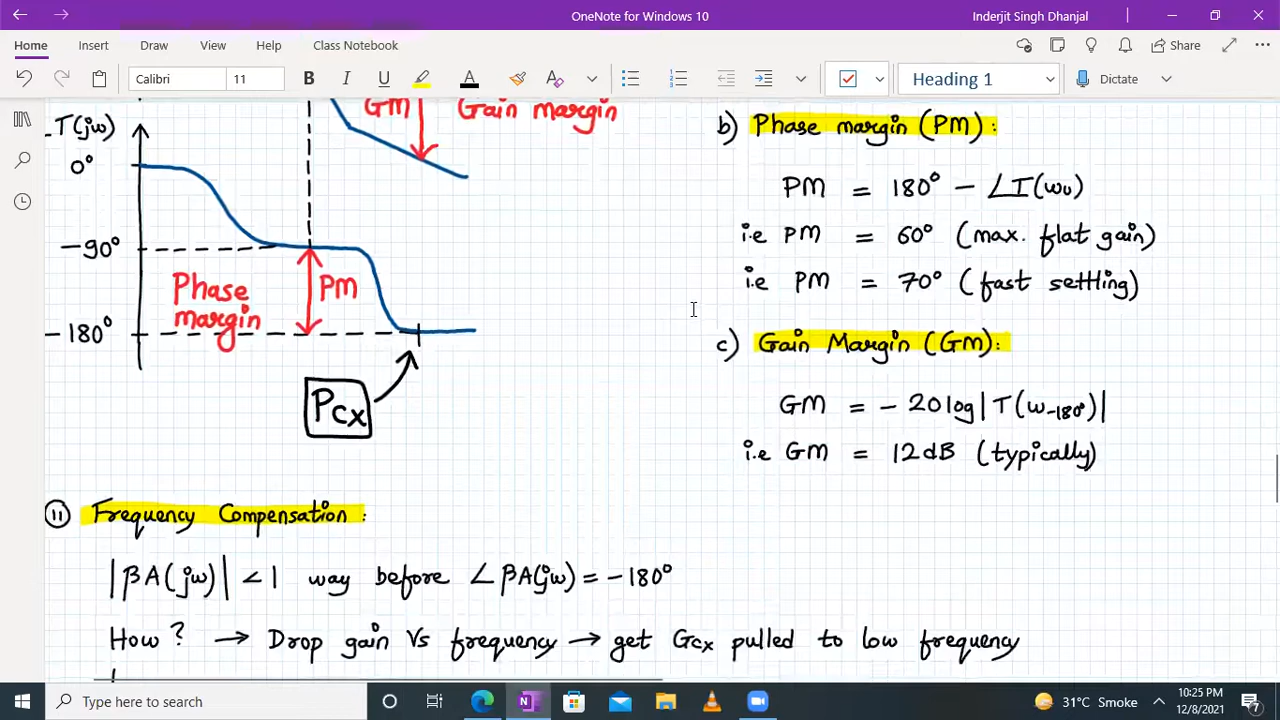 OneNote for Windows 10
Inderjit Singh Dhanjal
Home Insert Draw View Help Class Notebook
Share
Calibri 11 B I U A Heading 1 Dictate
GM Gain margin
∠T(jω)
0°
-90°
-180°
Phase margin
PM
PCX
b) Phase margin (PM):
PM = 180° - ∠T(ωu)
i.e PM = 60° (max. flat gain)
i.e PM = 70° (fast settling)
c) Gain Margin (GM):
GM = - 20 log|T(ω-180°)|
i.e GM = 12dB (typically)
11 Frequency Compensation:
|βA(jω)| < 1 way before ∠βA(jω) = -180°
How? → Drop gain Vs frequency → get GCX pulled to low frequency
Type here to search
31°C Smoke
10:25 PM
12/8/2021
7